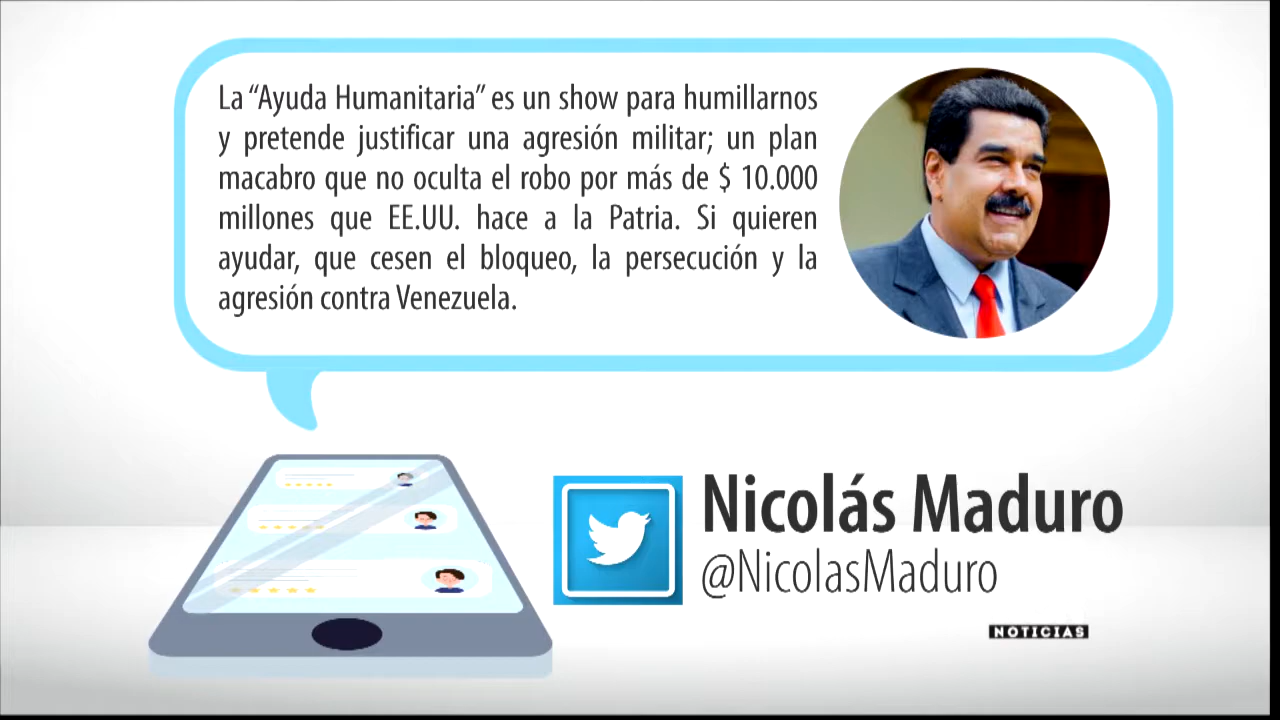 La “Ayuda Humanitaria” es un show para humillarnos
y pretende justificar una agresión militar; un plan
macabro que no oculta el robo por más de $ 10.000
millones que EE.UU. hace a la Patria. Si quieren
ayudar, que cesen el bloqueo, la persecución y la
agresión contra Venezuela.
Nicolás Maduro
@NicolasMaduro
NOTICIAS